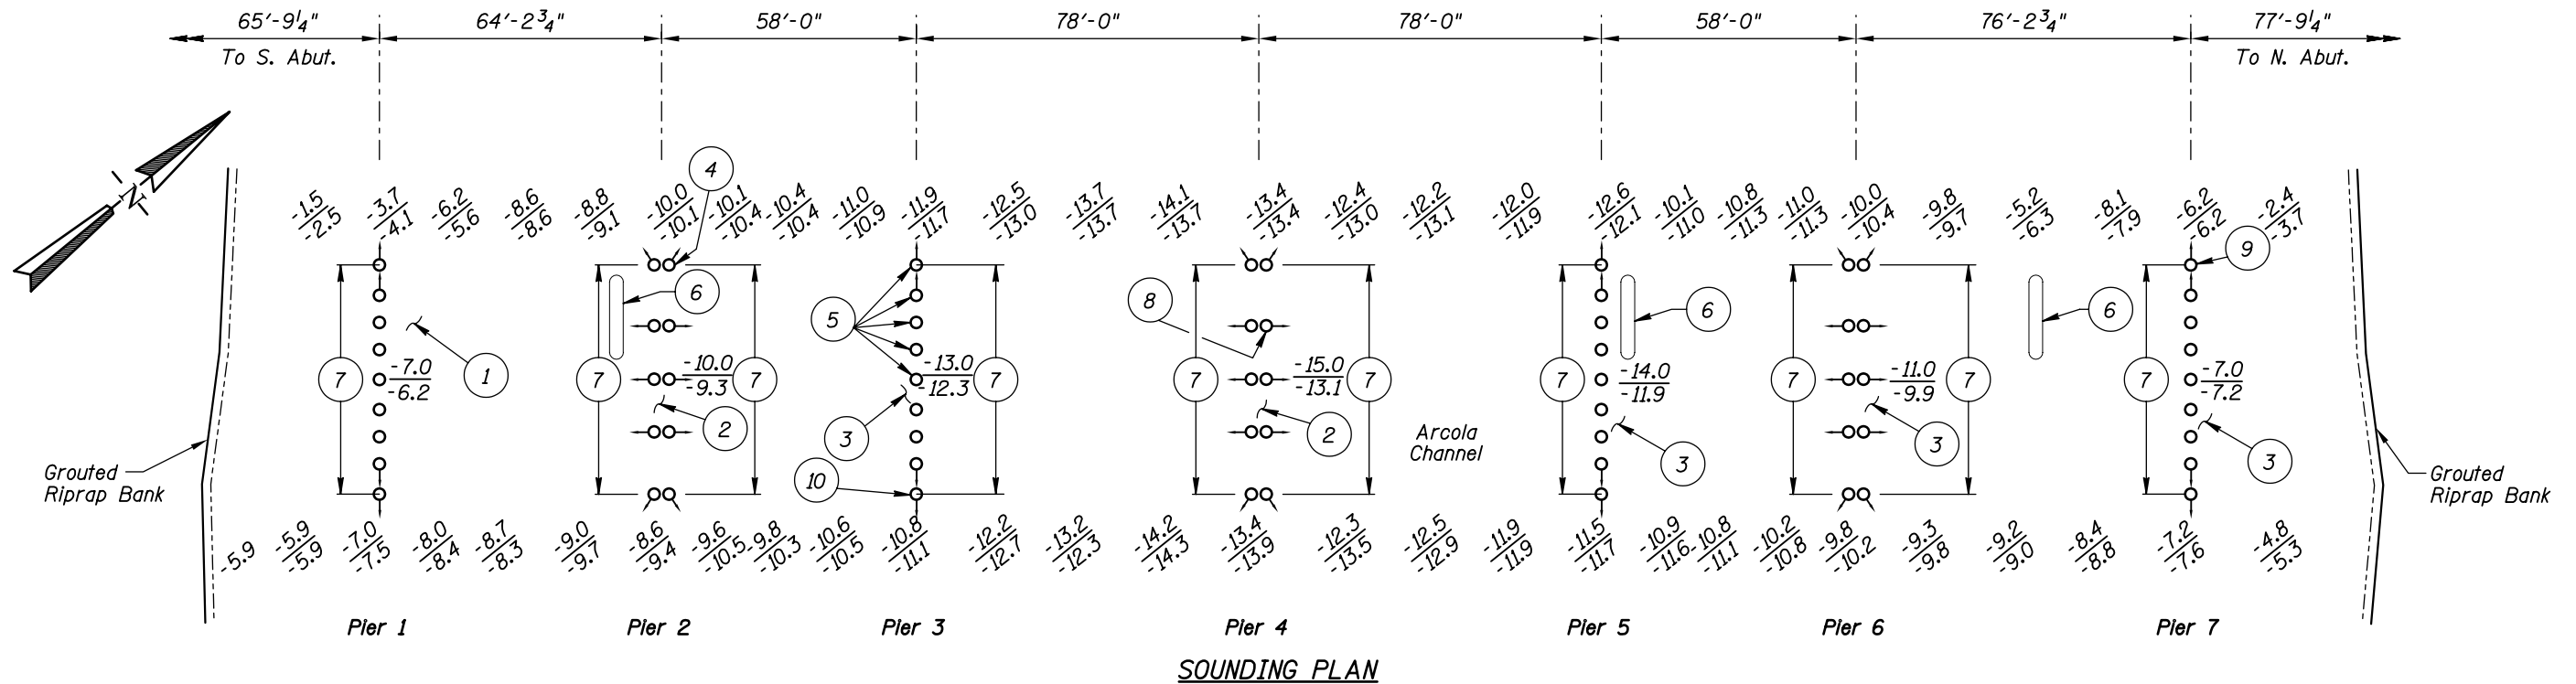 65'-9¼" 64'-2¾" 58'-0" 78'-0" 78'-0" 58'-0" 76'-2¾" 77'-9¼"
To S. Abut. To N. Abut.
N
-1.5 -3.7 -6.2 -8.6 -8.8 -10.0 -10.1 -10.4 -11.0 -11.9 -12.5 -13.7 -14.1 -13.4 -12.4 -12.2 -12.0 -12.6 -10.1 -10.8 -11.0 -10.0 -9.8 -5.2 -8.1 -6.2 -2.4
-2.5 -4.1 -5.6 -8.6 -9.1 -10.1 -10.4 -10.4 -10.9 -11.7 -13.0 -13.7 -13.7 -13.4 -13.0 -13.1 -11.9 -12.1 -11.0 -11.3 -11.3 -10.4 -9.7 -6.3 -7.9 -6.2 -3.7
4 9
6 5 8 6 6
7 -7.0 1 7 -10.0 7 -13.0 7 7 -15.0 7 7 -14.0 7 -11.0 7 7 -7.0
-6.2 -9.3 -12.3 -13.1 -11.9 -9.9 -7.2
2 3 2 3 3 3
Arcola
Channel
10
Grouted
Riprap Bank
Grouted
Riprap Bank
-5.9 -5.9 -7.0 -8.0 -8.7 -9.0 -8.6 -9.6 -9.8 -10.6 -10.8 -12.2 -13.2 -14.2 -13.4 -12.3 -12.5 -11.9 -11.5 -10.9 -10.8 -10.2 -9.8 -9.3 -9.2 -8.4 -7.2 -4.8
-5.9 -7.5 -8.4 -8.3 -9.7 -9.4 -10.5 -10.3 -10.5 -11.1 -12.7 -12.3 -14.3 -13.9 -13.5 -12.9 -11.9 -11.7 -11.6 -11.1 -10.8 -10.2 -9.8 -9.0 -8.8 -7.6 -5.3
Pier 1 Pier 2 Pier 3 Pier 4 Pier 5 Pier 6 Pier 7
SOUNDING PLAN